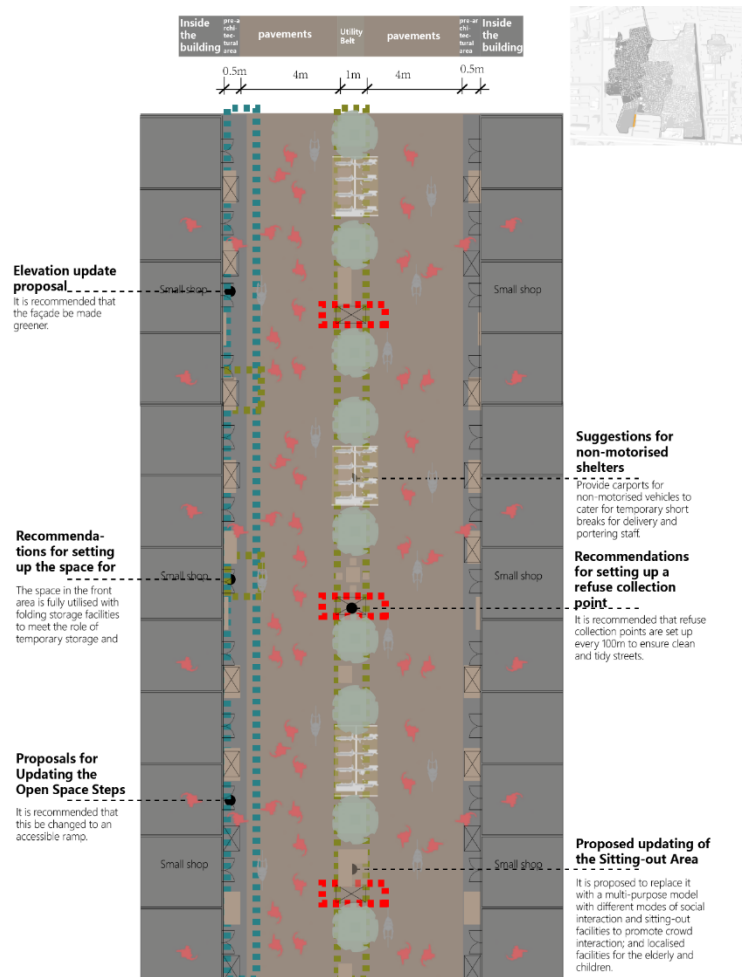 Inside
the
building
pre-a
rchi-
tec-
tural
area
pavements
Utility
Belt
pavements
pre-ar
chi-
tec-
tural
area
Inside
the
building
0.5m
4m
1m
4m
0.5m
Elevation update
proposal
It is recommended that
the façade be made
greener.
Small shop
Small shop
Suggestions for
non-motorised
shelters
Provide carports for
non-motorised vehicles to
cater for temporary short
breaks for delivery and
portering staff.
Recommenda-
tions for setting
up the space for
The space in the front
area is fully utilised with
folding storage facilities
to meet the role of
temporary storage and
Small shop
Small shop
Recommendations
for setting up a
refuse collection
point
It is recommended that refuse
collection points are set up
every 100m to ensure clean
and tidy streets.
Proposals for
Updating the
Open Space Steps
It is recommended that
this be changed to an
accessible ramp.
Small shop
Small shop
Proposed updating of
the Sitting-out Area
It is proposed to replace it
with a multi-purpose model
with different modes of social
interaction and sitting-out
facilities to promote crowd
interaction; and localised
facilities for the elderly and
children.